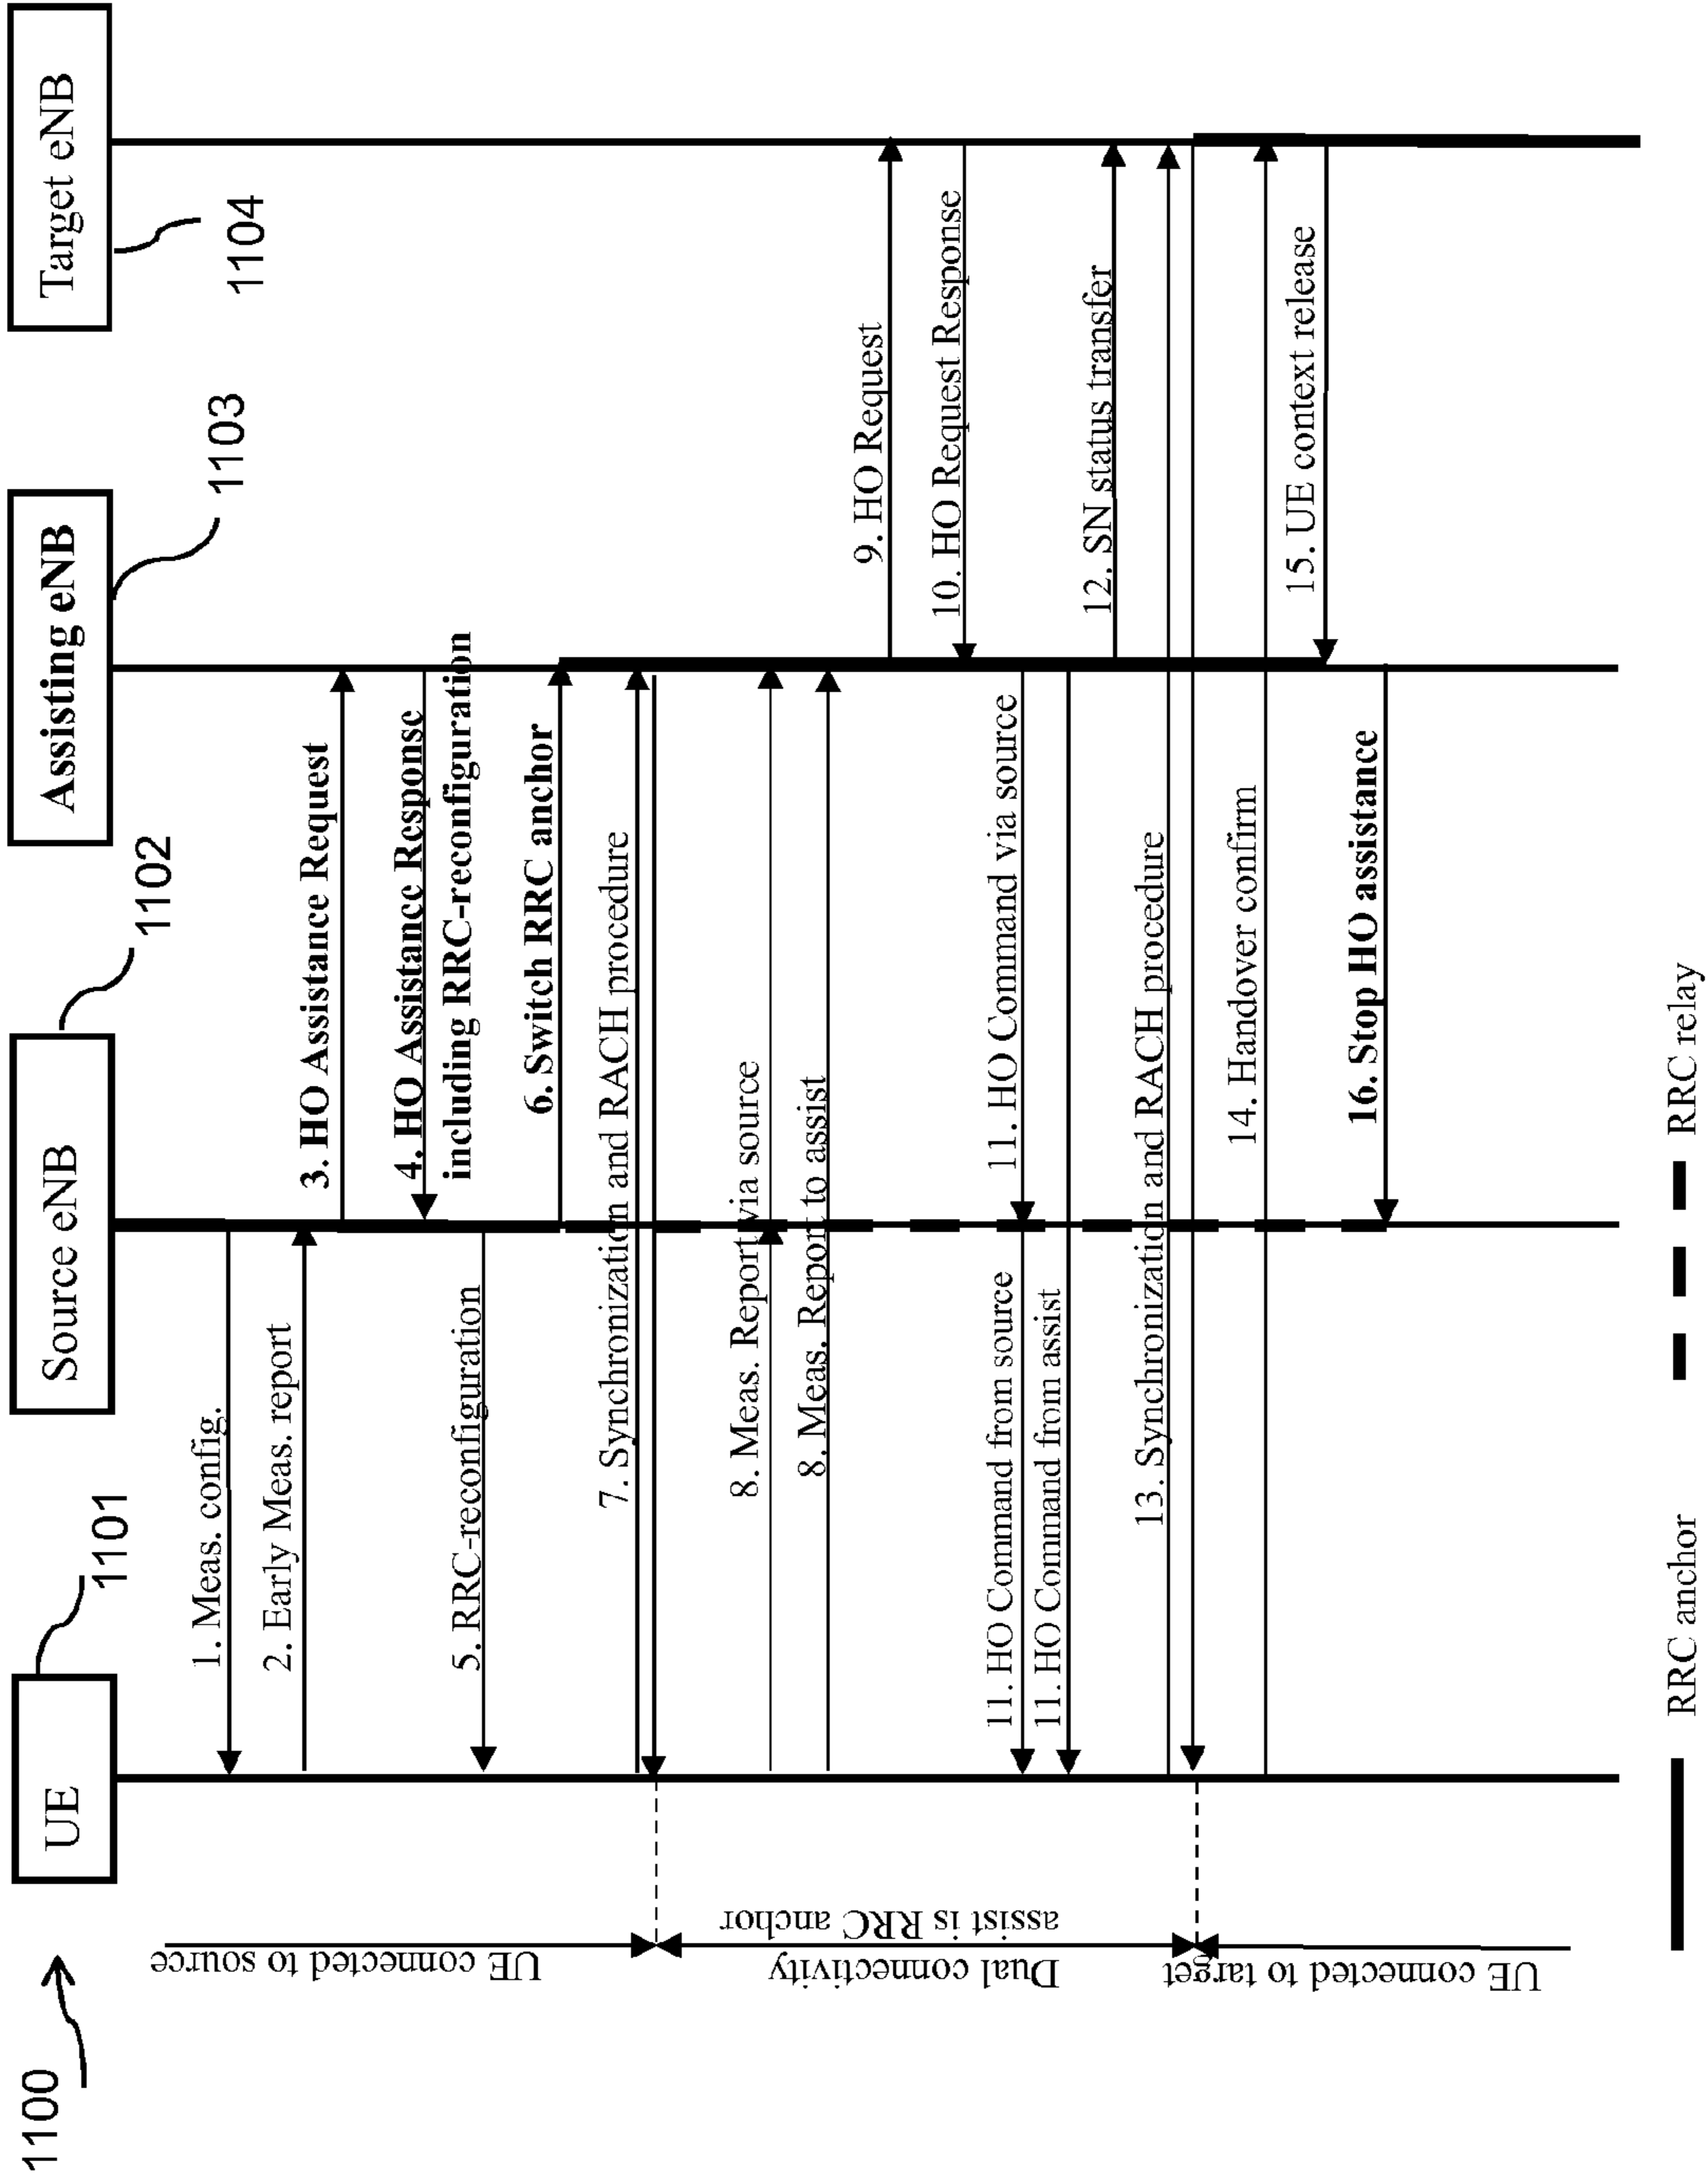 1100
UE
1101
Source eNB
1102
Assisting eNB
1103
Target eNB
1104
1. Meas. config.
2. Early Meas. report
3. HO Assistance Request
4. HO Assistance Response
including RRC-reconfiguration
5. RRC-reconfiguration
6. Switch RRC anchor
7. Synchronization and RACH procedure
8. Meas. Report via source
8. Meas. Report to assist
9. HO Request
10. HO Request Response
11. HO Command via source
11. HO Command from source
11. HO Command from assist
12. SN status transfer
13. Synchronization and RACH procedure
14. Handover confirm
15. UE context release
16. Stop HO assistance
UE connected to source
Dual connectivity
assist is RRC anchor
UE connected to target
RRC anchor
RRC relay